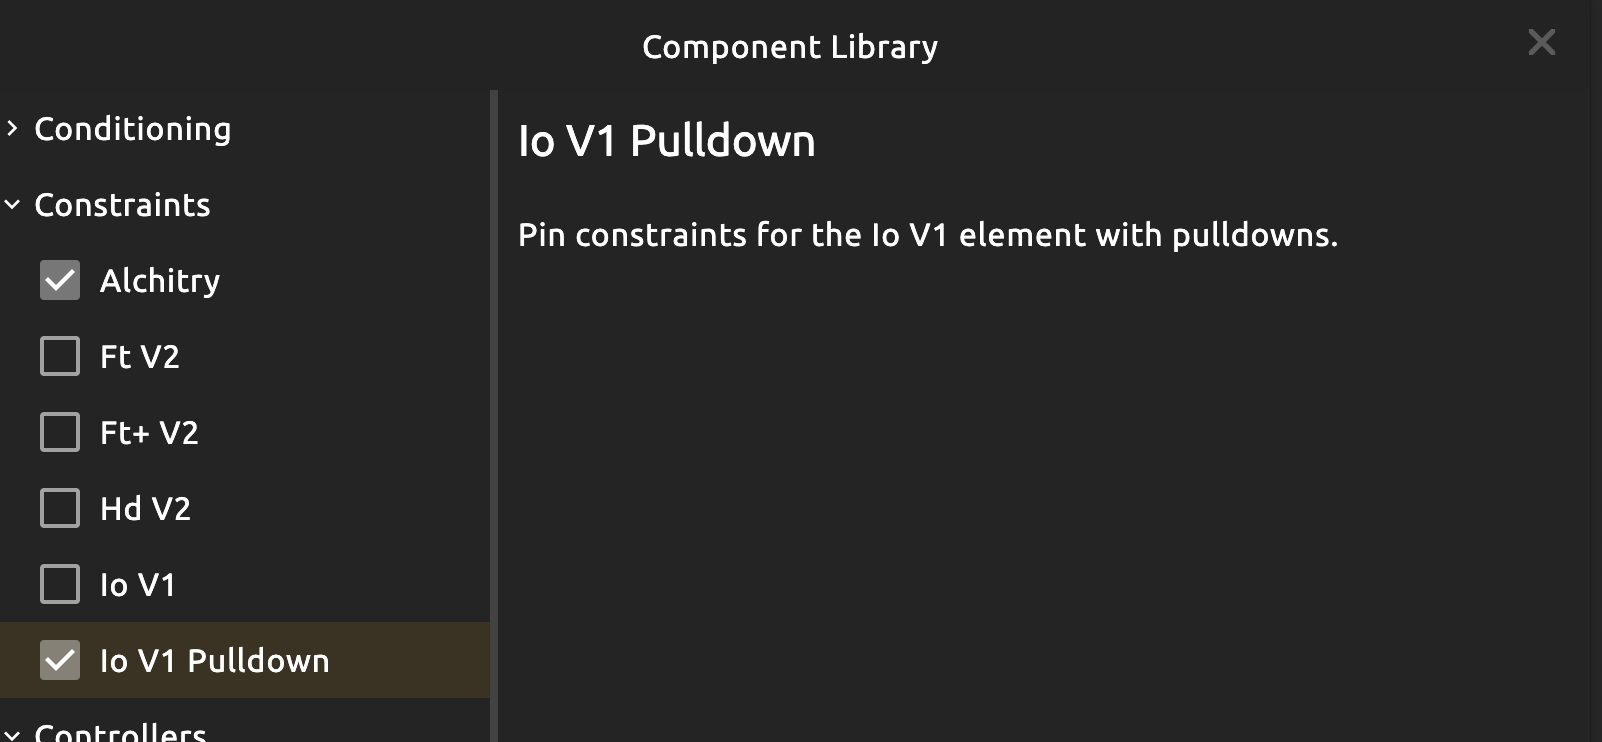 Component Library
Conditioning
Constraints
Alchitry
Ft V2
Ft+ V2
Hd V2
Io V1
Io V1 Pulldown
Controllers
Io V1 Pulldown
Pin constraints for the Io V1 element with pulldowns.